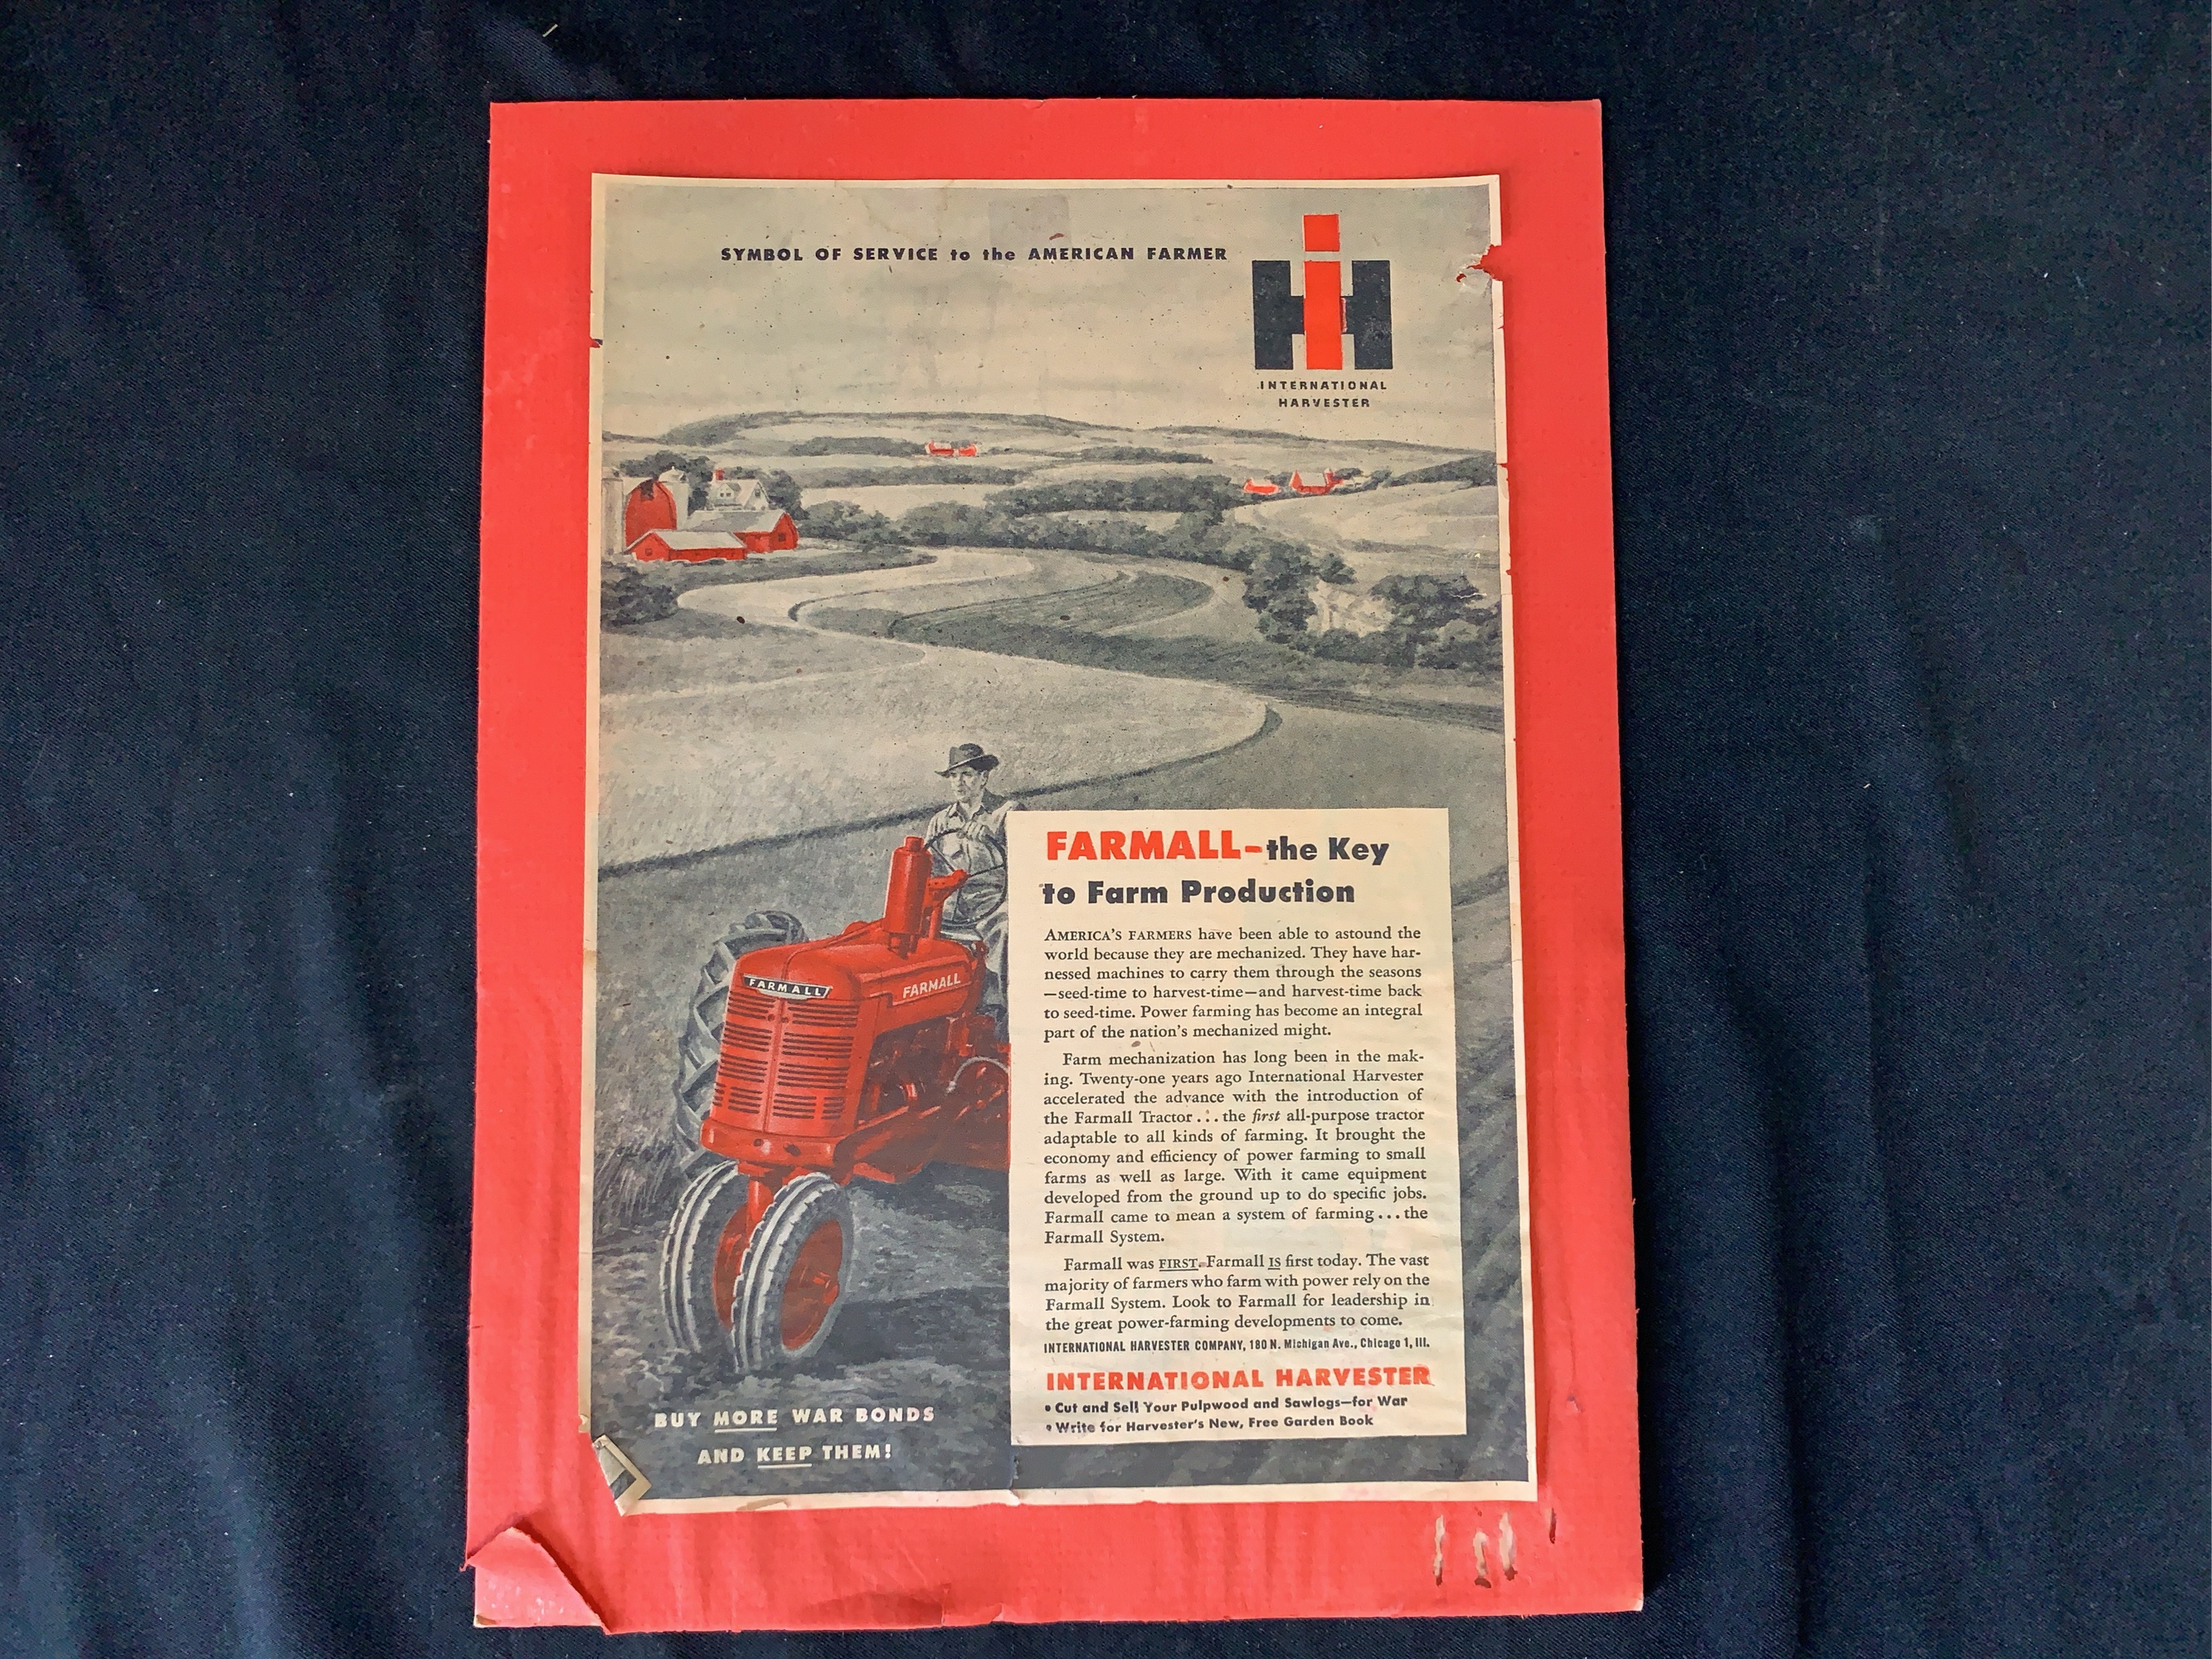 SYMBOL OF SERVICE to the AMERICAN FARMER
IH
INTERNATIONAL
HARVESTER
FARMALL
FARMALL
FARMALL-the Key
to Farm Production
AMERICA'S FARMERS have been able to astound the
world because they are mechanized. They have har-
nessed machines to carry them through the seasons
—seed-time to harvest-time—and harvest-time back
to seed-time. Power farming has become an integral
part of the nation's mechanized might.
Farm mechanization has long been in the mak-
ing. Twenty-one years ago International Harvester
accelerated the advance with the introduction of
the Farmall Tractor...the first all-purpose tractor
adaptable to all kinds of farming. It brought the
economy and efficiency of power farming to small
farms as well as large. With it came equipment
developed from the ground up to do specific jobs.
Farmall came to mean a system of farming...the
Farmall System.
Farmall was FIRST—Farmall IS first today. The vast
majority of farmers who farm with power rely on the
Farmall System. Look to Farmall for leadership in
the great power-farming developments to come.
INTERNATIONAL HARVESTER COMPANY, 180 N. Michigan Ave., Chicago 1, Ill.
INTERNATIONAL HARVESTER
• Cut and Sell Your Pulpwood and Sawlogs—for War
• Write for Harvester's New, Free Garden Book
BUY MORE WAR BONDS
AND KEEP THEM!